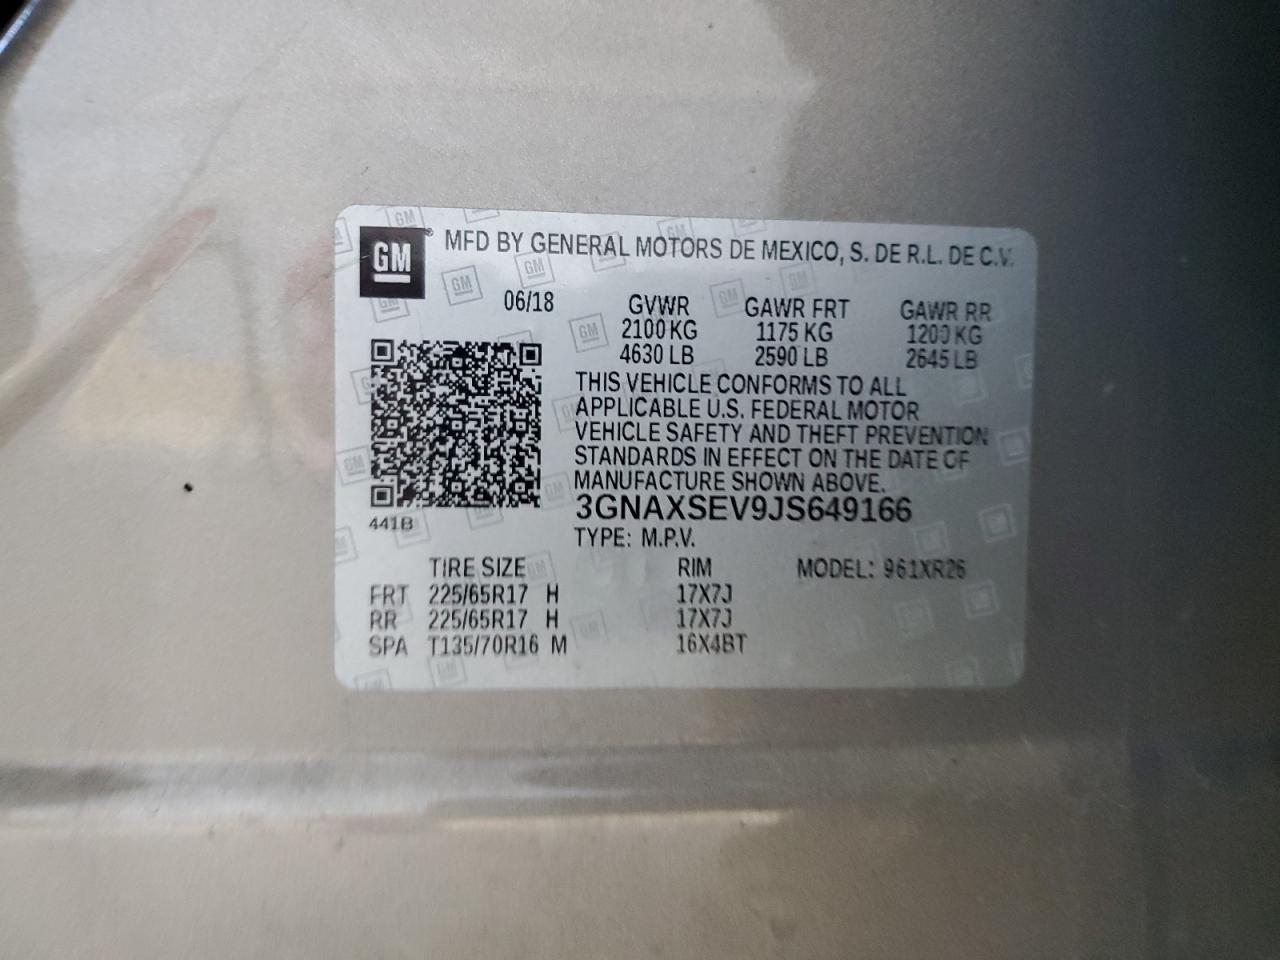 GM
MFD BY GENERAL MOTORS DE MEXICO, S. DE R.L. DE C.V.
06/18 GVWR GAWR FRT GAWR RR
2100 KG 1175 KG 1200 KG
4630 LB 2590 LB 2645 LB
THIS VEHICLE CONFORMS TO ALL
APPLICABLE U.S. FEDERAL MOTOR
VEHICLE SAFETY AND THEFT PREVENTION
STANDARDS IN EFFECT ON THE DATE OF
MANUFACTURE SHOWN ABOVE.
3GNAXSEV9JS649166
441B
TYPE: M.P.V.
TIRE SIZE RIM MODEL: 961XR26
FRT 225/65R17 H 17X7J
RR 225/65R17 H 17X7J
SPA T135/70R16 M 16X4BT